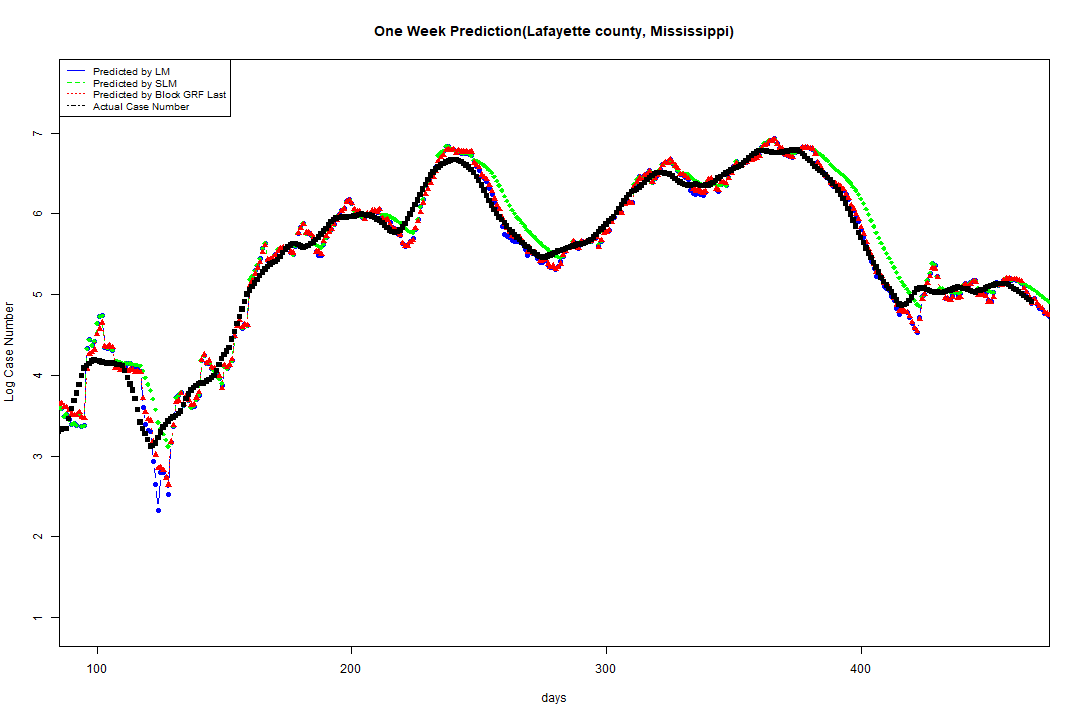 One Week Prediction(Lafayette county, Mississippi)
Predicted by LM
Predicted by SLM
Predicted by Block GRF Last
Actual Case Number
7
6
5
4
3
2
1
Log Case Number
100 200 300 400
days